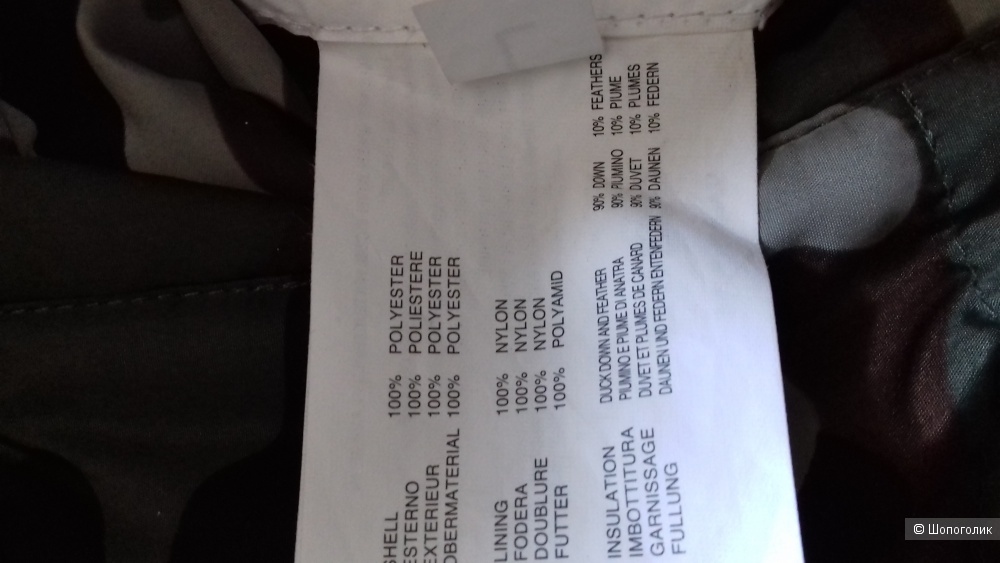 SHELL 100% POLYESTER
ESTERNO 100% POLIESTERE
EXTERIEUR 100% POLYESTER
OBERMATERIAL 100% POLYESTER
LINING 100% NYLON
FODERA 100% NYLON
DOUBLURE 100% NYLON
FUTTER 100% POLYAMID
INSULATION DUCK DOWN AND FEATHER 90% DOWN 10% FEATHERS
IMBOTTITURA PIUMINO E PIUME DI ANATRA 90% PIUMINO 10% PIUME
GARNISSAGE DUVET ET PLUMES DE CANARD 90% DUVET 10% PLUMES
FULLUNG DAUNEN UND FEDERN ENTENFEDERN 90% DAUNEN 10% FEDERN
© Шопоголик